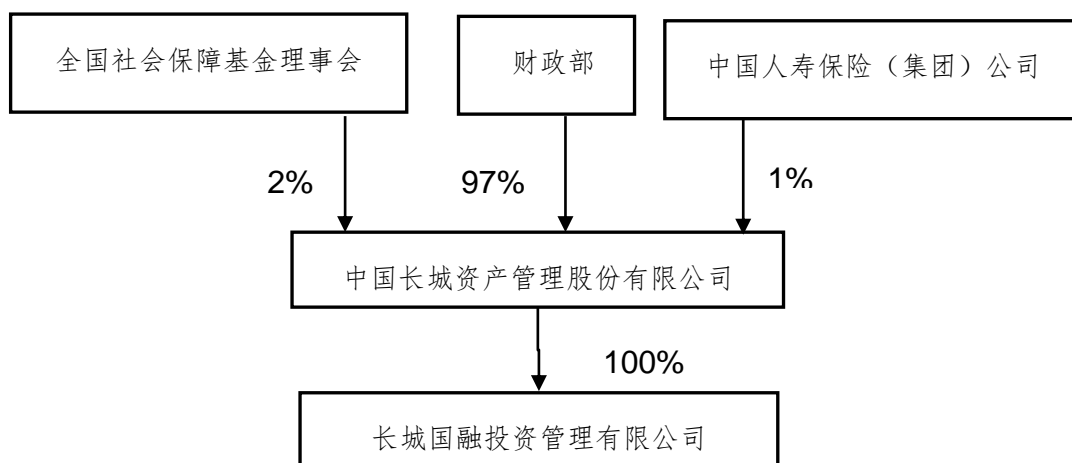 全国社会保障基金理事会
财政部
中国人寿保险（集团）公司
2%
97%
1%
中国长城资产管理股份有限公司
100%
长城国融投资管理有限公司